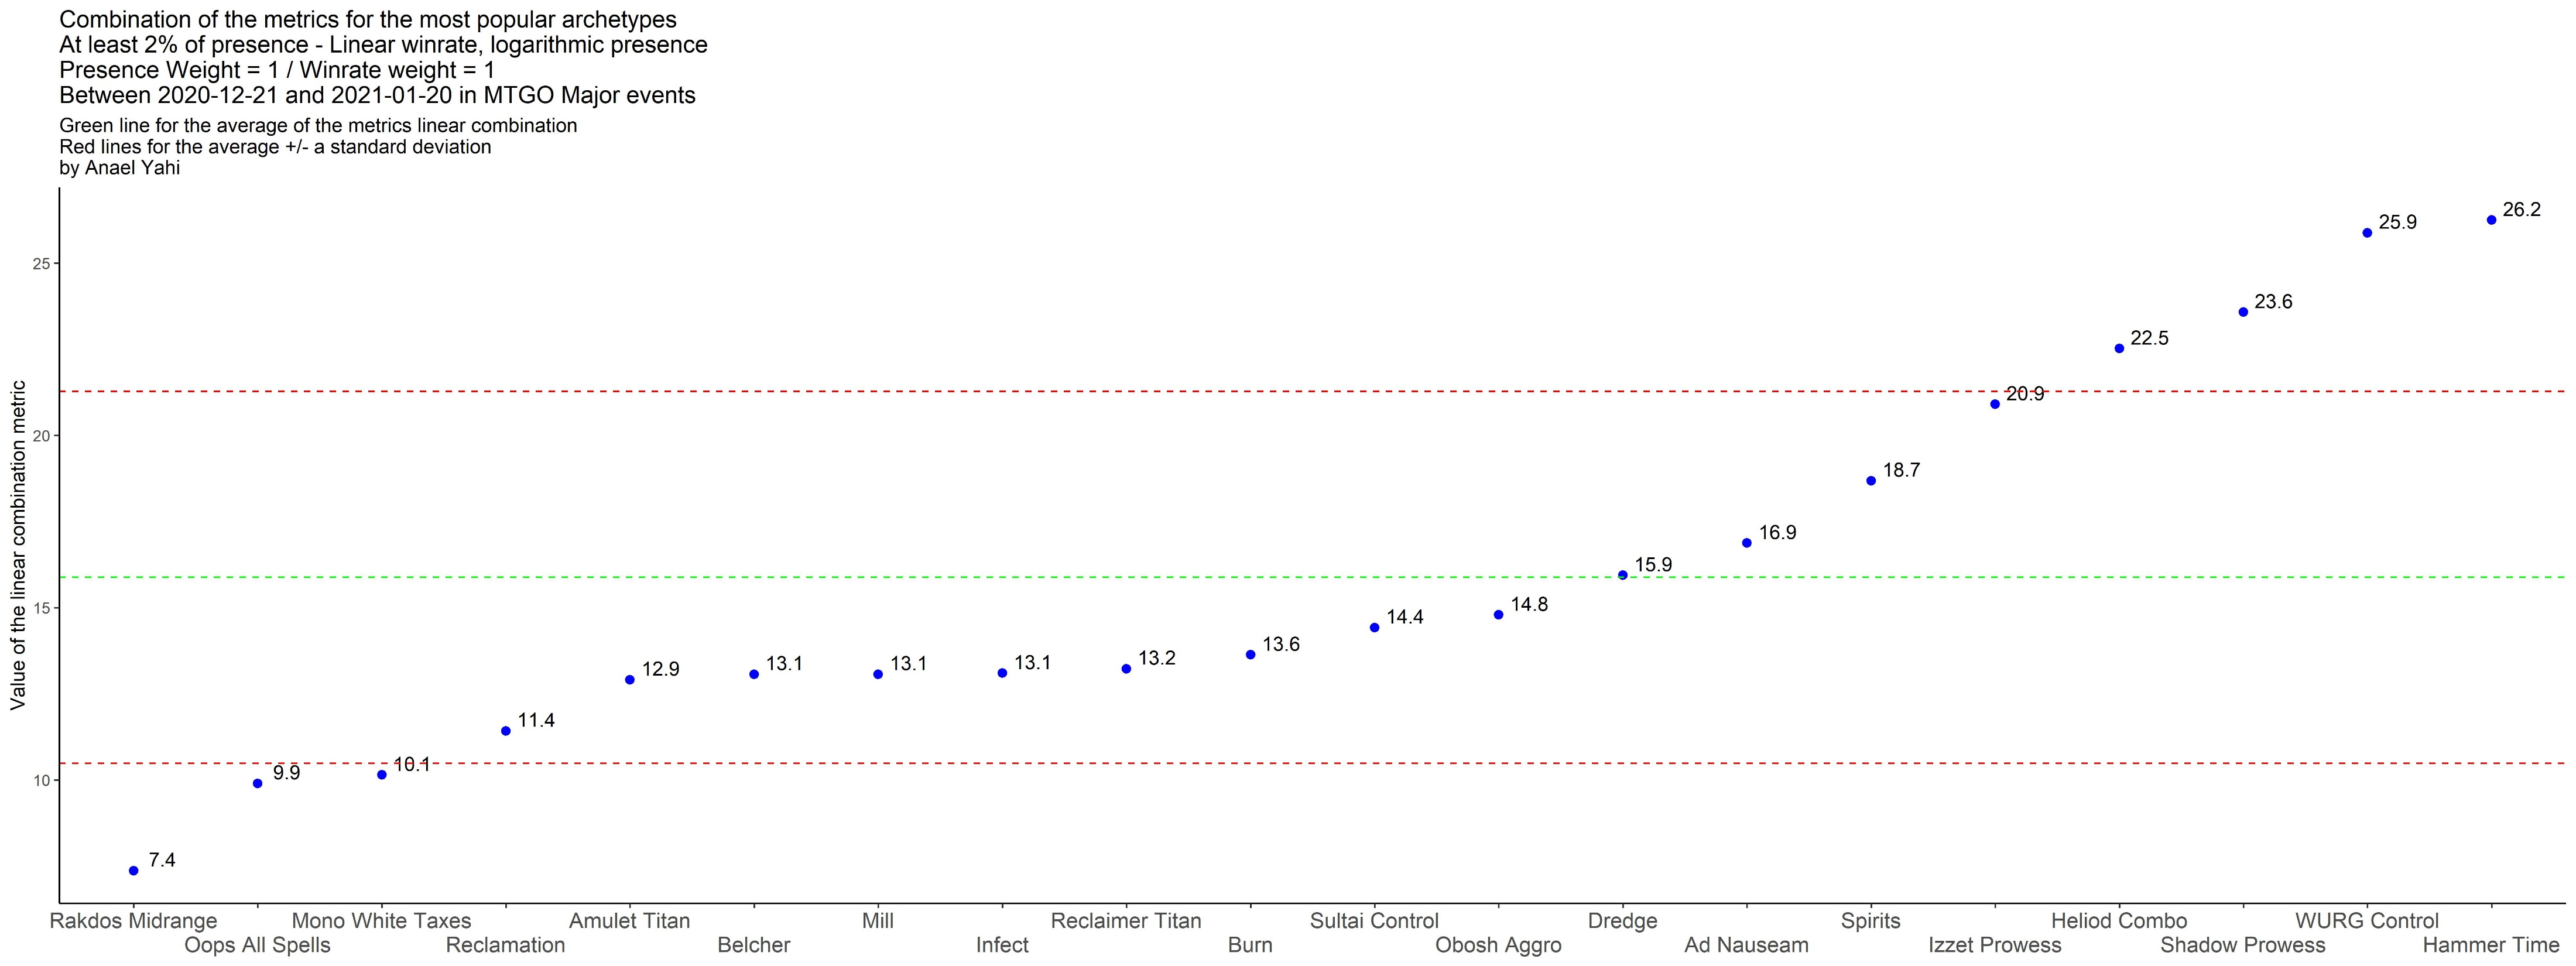 Combination of the metrics for the most popular archetypes
At least 2% of presence - Linear winrate, logarithmic presence
Presence Weight = 1 / Winrate weight = 1
Between 2020-12-21 and 2021-01-20 in MTGO Major events
Green line for the average of the metrics linear combination
Red lines for the average +/- a standard deviation
by Anael Yahi
Value of the linear combination metric
25
20
15
10
7.4
9.9
10.1
11.4
12.9
13.1
13.1
13.1
13.2
13.6
14.4
14.8
15.9
16.9
18.7
20.9
22.5
23.6
25.9
26.2
Rakdos Midrange
Oops All Spells
Mono White Taxes
Reclamation
Amulet Titan
Belcher
Mill
Infect
Reclaimer Titan
Burn
Sultai Control
Obosh Aggro
Dredge
Ad Nauseam
Spirits
Izzet Prowess
Heliod Combo
Shadow Prowess
WURG Control
Hammer Time